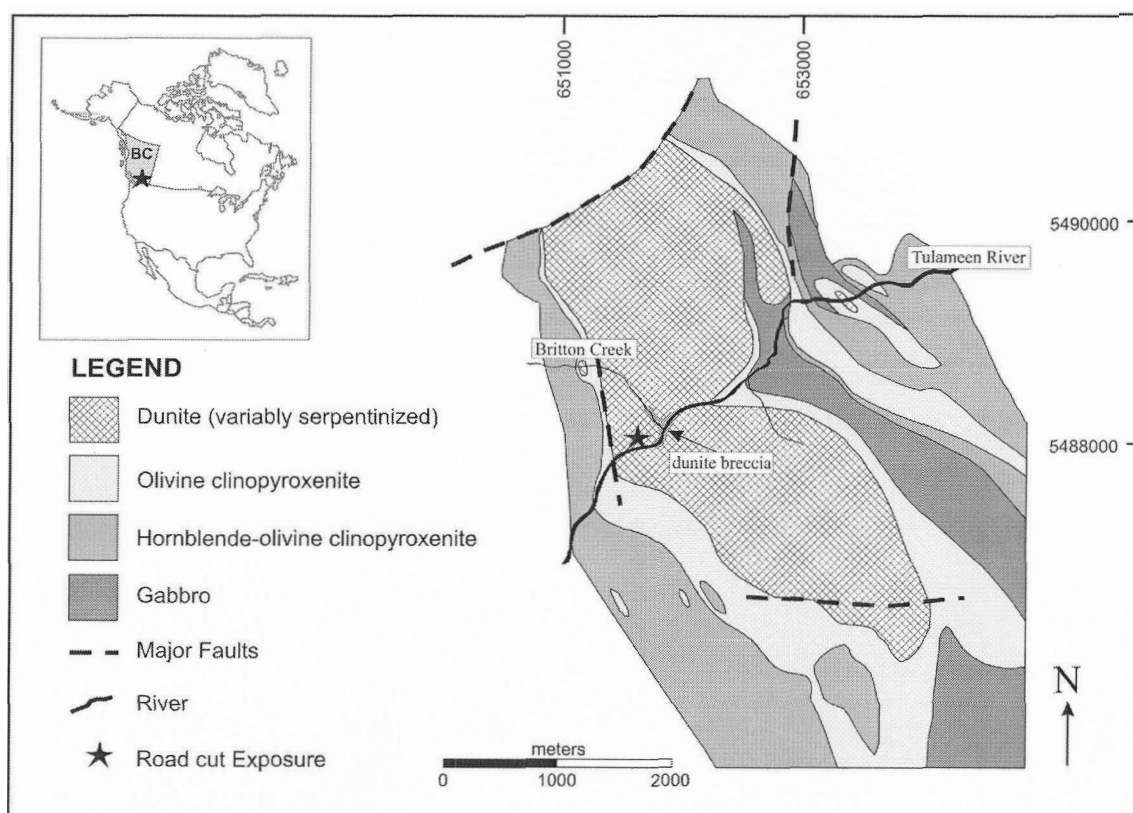 651000
653000
BC
5490000
Tulameen River
Britton Creek
LEGEND
Dunite (variably serpentinized)
5488000
dunite breccia
Olivine clinopyroxenite
Hornblende-olivine clinopyroxenite
Gabbro
Major Faults
River
N
meters
Road cut Exposure
0 1000 2000